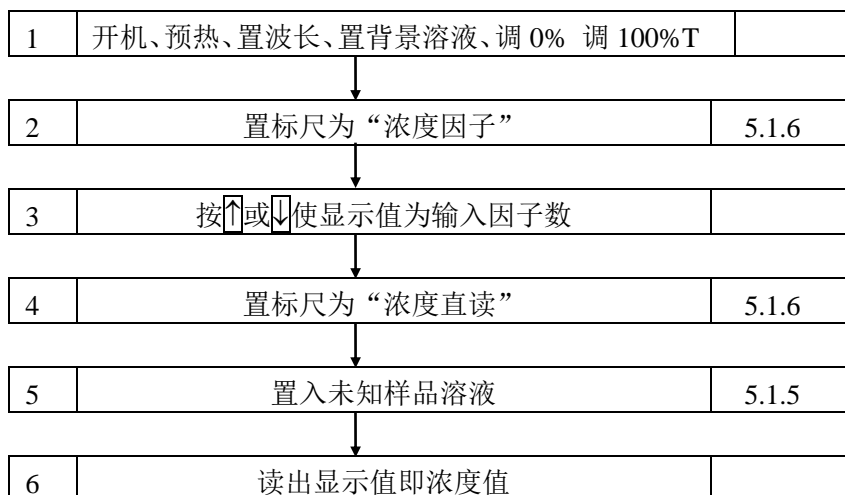 1 开机、预热、置波长、置背景溶液、调 0% 调 100%T
2 置标尺为“浓度因子” 5.1.6
3 按↑或↓使显示值为输入因子数
4 置标尺为“浓度直读” 5.1.6
5 置入未知样品溶液 5.1.5
6 读出显示值即浓度值